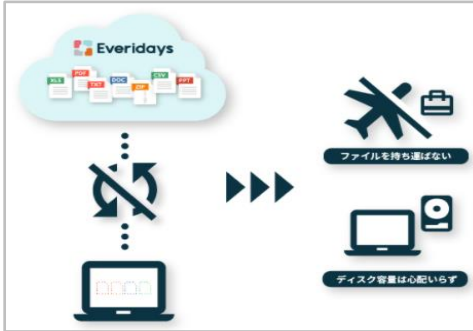 Everidays
XLS
PDF
TXT
DOC
ZIP
CSV
PPT
ファイルを持ち運ばない
ディスク容量は心配いらず